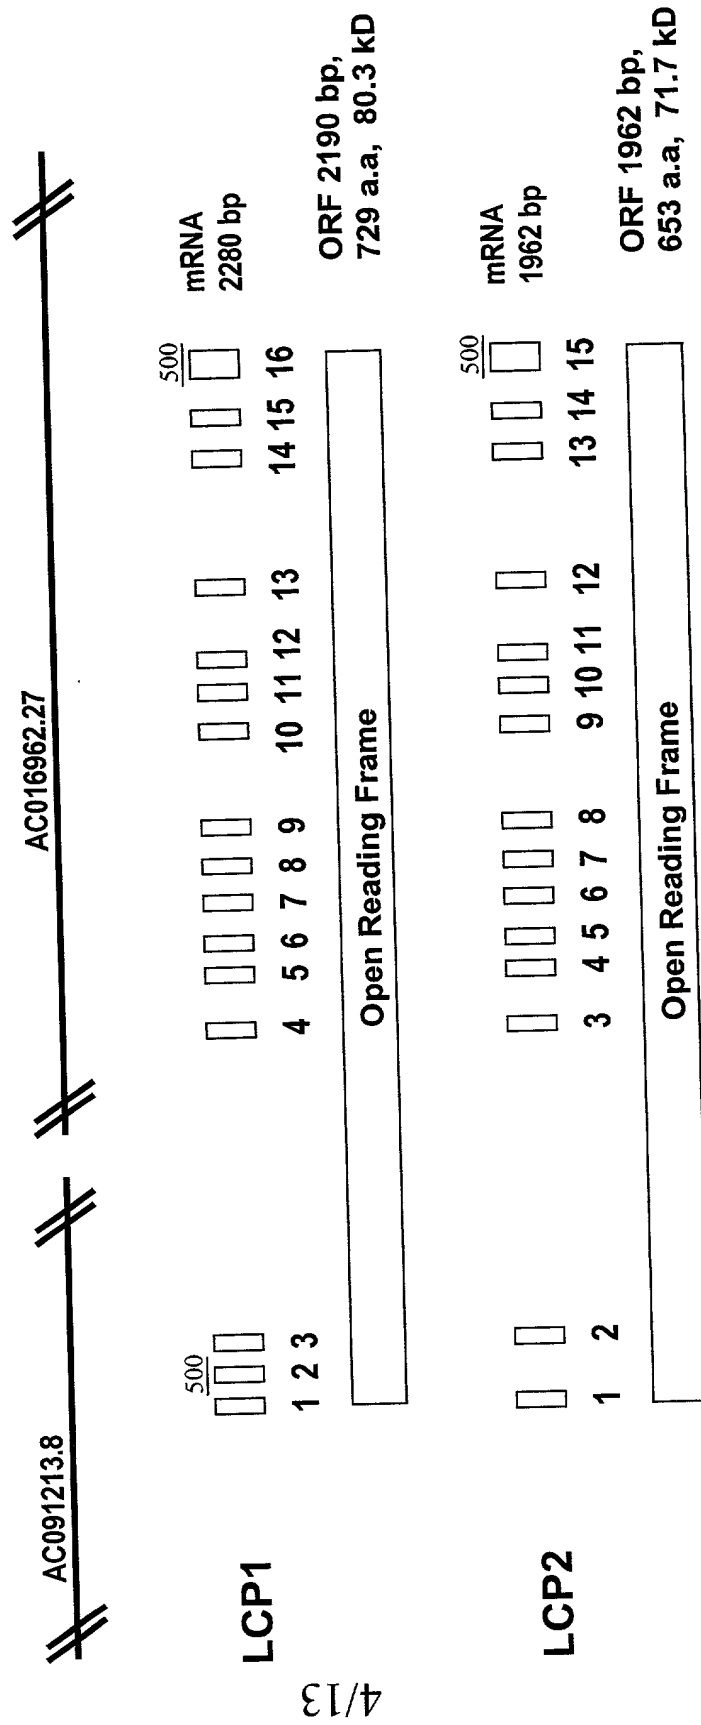 AC091213.8
AC016962.27
LCP1
500
500
mRNA
2280 bp
1 2 3 4 5 6 7 8 9 10 11 12 13 14 15 16
Open Reading Frame
ORF 2190 bp,
729 a.a, 80.3 kD
LCP2
500
mRNA
1962 bp
1 2 3 4 5 6 7 8 9 10 11 12 13 14 15
Open Reading Frame
ORF 1962 bp,
653 a.a, 71.7 kD
4/13